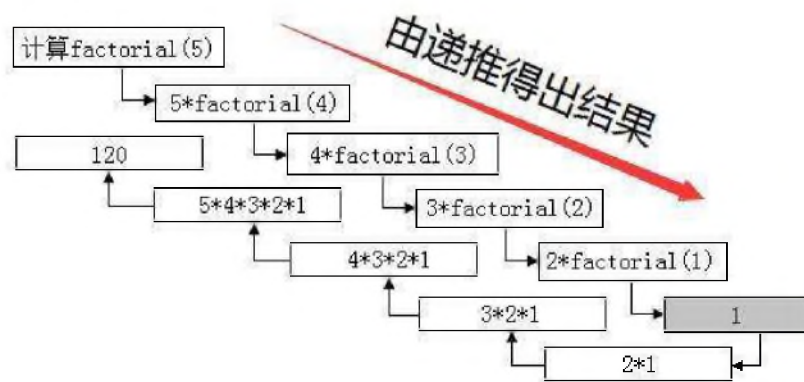 计算factorial(5)
由递推得出结果
5*factorial(4)
120
4*factorial(3)
5*4*3*2*1
3*factorial(2)
4*3*2*1
2*factorial(1)
3*2*1
1
2*1